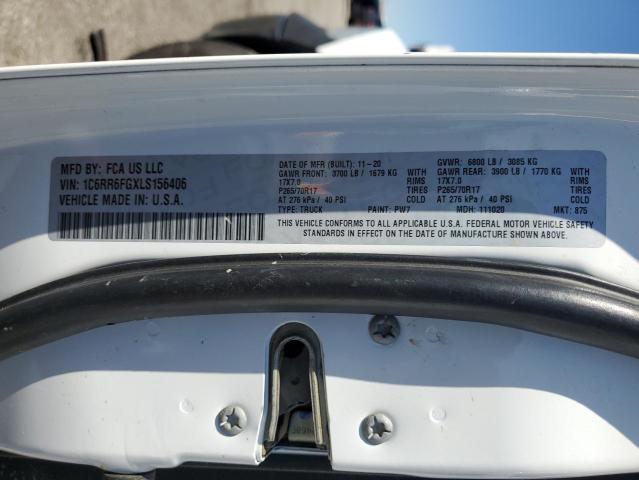 MFD BY: FCA US LLC
VIN: 1C6RR6FGXLS156406
VEHICLE MADE IN: U.S.A.
DATE OF MFR (BUILT): 11-20
GAWR FRONT: 3700 LB / 1679 KG WITH
17X7.0 RIMS
P265/70R17 TIRES
AT 276 kPa / 40 PSI COLD
TYPE: TRUCK PAINT: PW7
GVWR: 6800 LB / 3085 KG
GAWR REAR: 3900 LB / 1770 KG WITH
17X7.0 RIMS
P265/70R17 TIRES
AT 276 kPa / 40 PSI COLD
MDH: 111020 MKT: 875
THIS VEHICLE CONFORMS TO ALL APPLICABLE U.S.A. FEDERAL MOTOR VEHICLE SAFETY
STANDARDS IN EFFECT ON THE DATE OF MANUFACTURE SHOWN ABOVE.